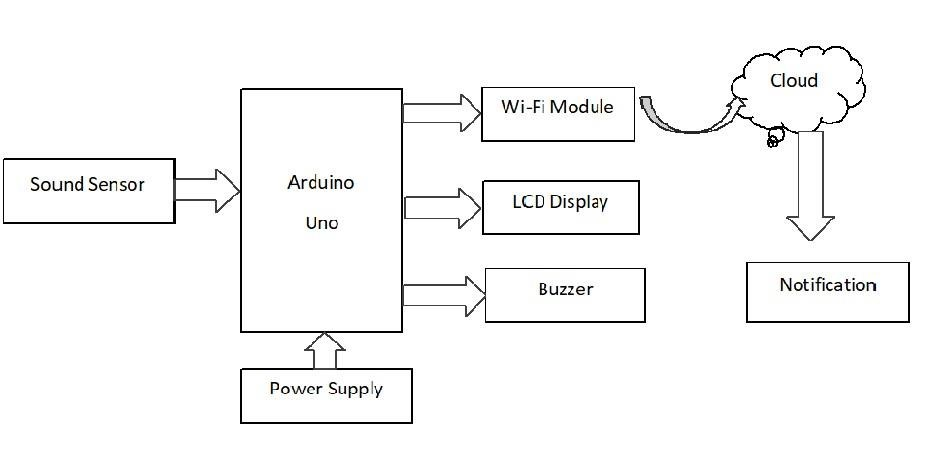 Cloud
Wi-Fi Module
Sound Sensor
Arduino
Uno
LCD Display
Buzzer
Notification
Power Supply